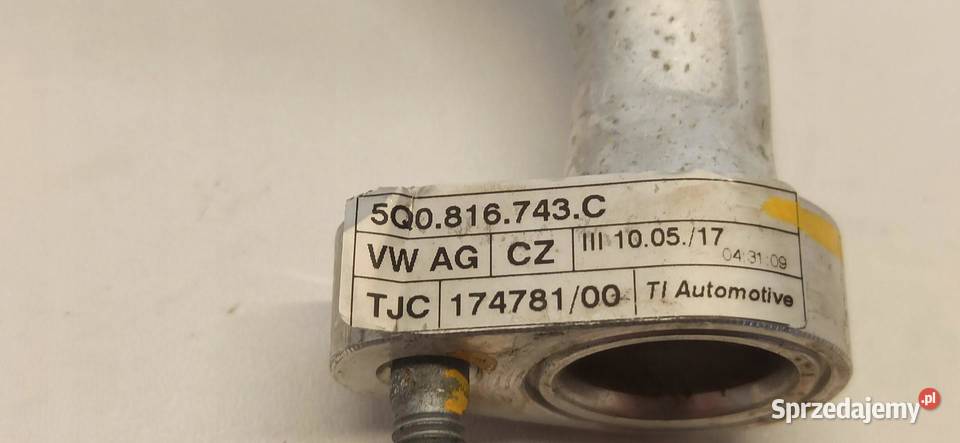 5Q0.816.743.C
VW AG CZ III 10.05./17
04:31:09
TJC 174781/00 TI Automotive
Sprzedajemy.pl